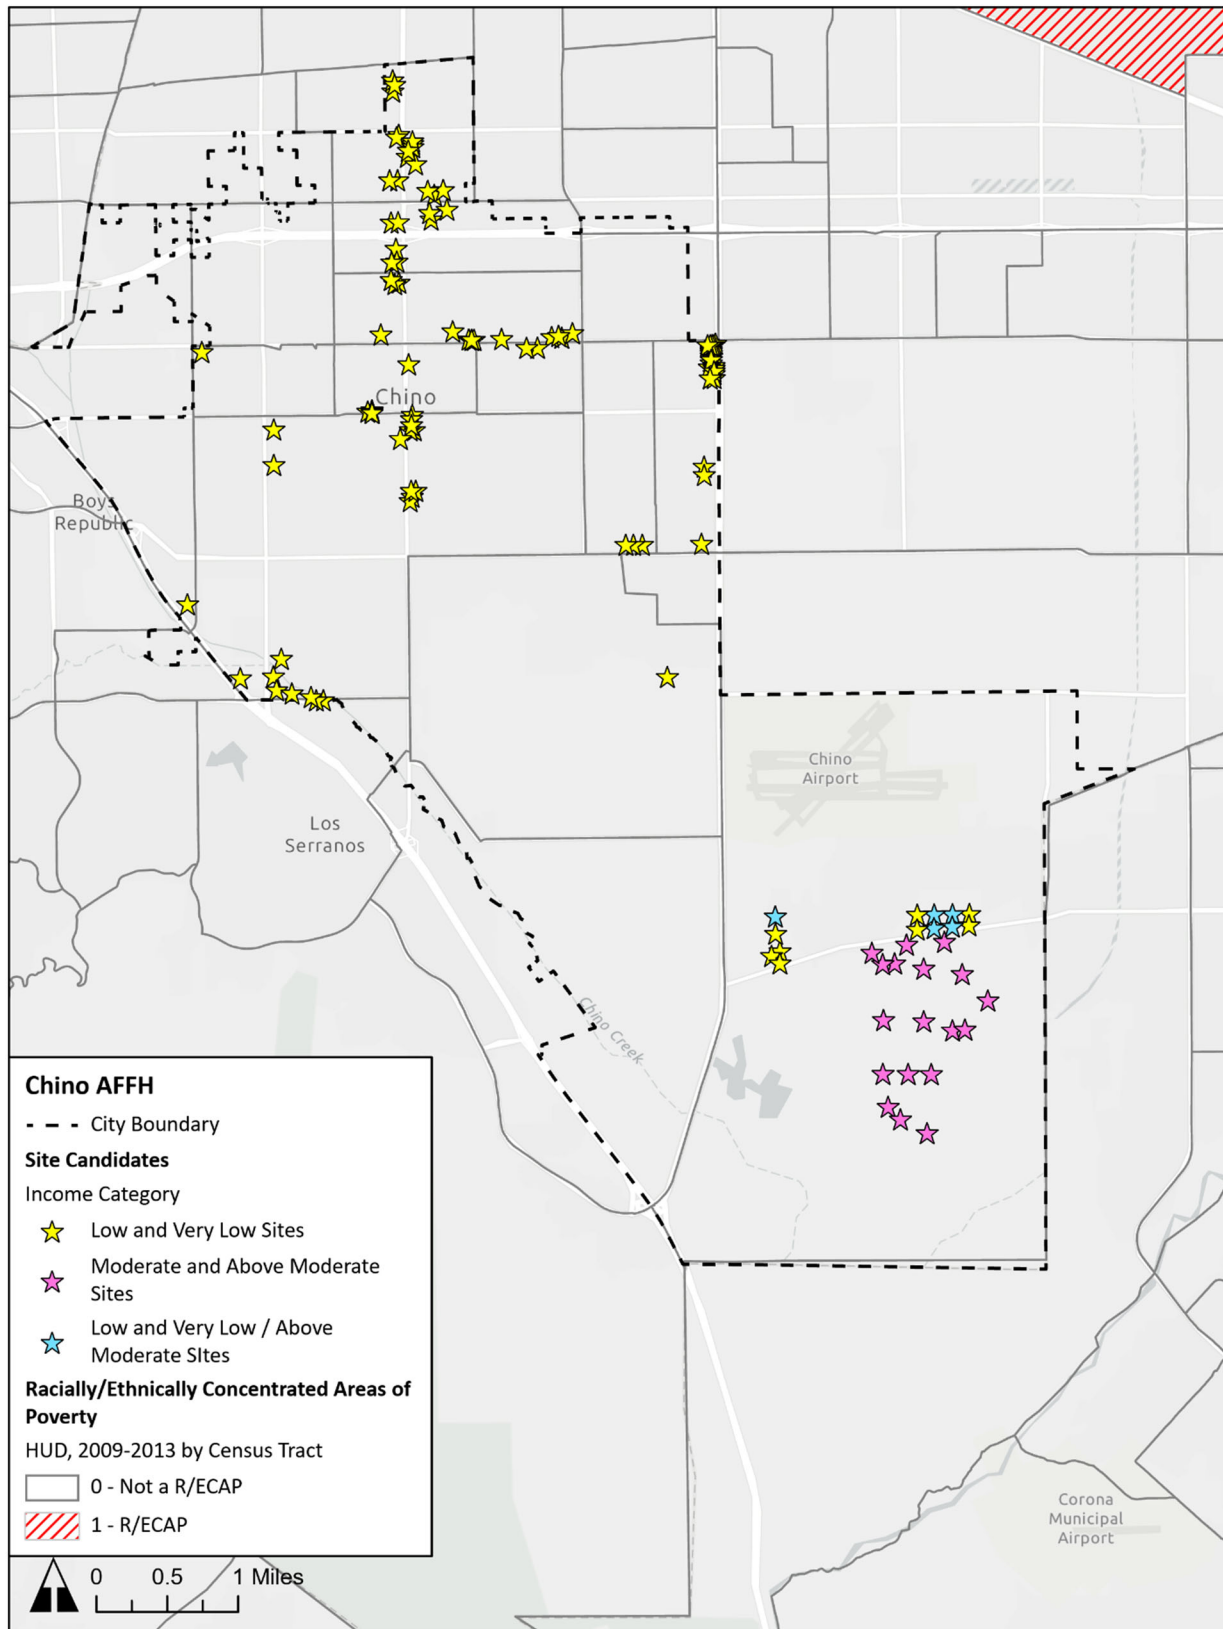 Chino
Boys
Republic
Chino
Airport
Los
Serranos
Chino Creek
Chino AFFH
City Boundary
Site Candidates
Income Category
Low and Very Low Sites
Moderate and Above Moderate
Sites
Low and Very Low / Above
Moderate SItes
Racially/Ethnically Concentrated Areas of
Poverty
HUD, 2009-2013 by Census Tract
0 - Not a R/ECAP
1 - R/ECAP
Corona
Municipal
Airport
0 0.5 1 Miles